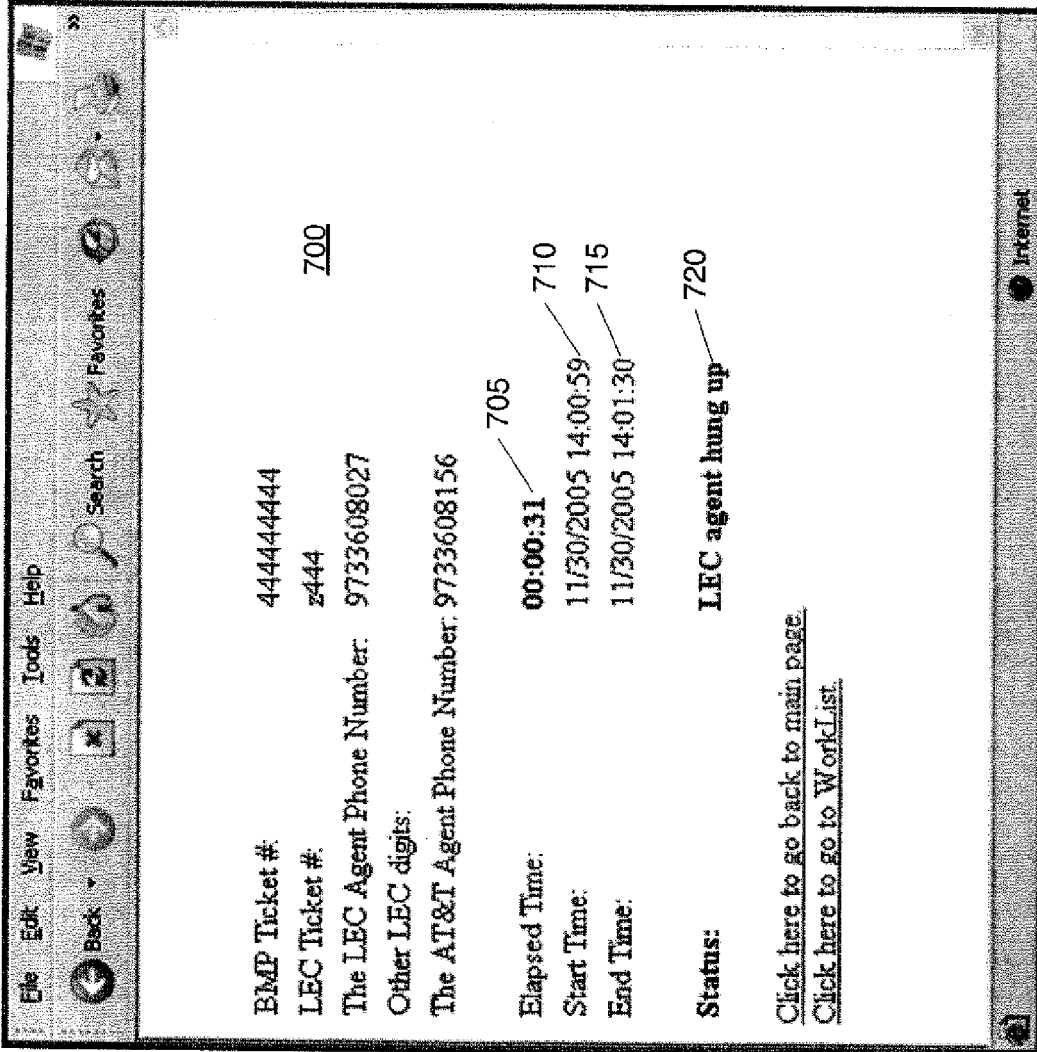 File Edit View Favorites Tools Help
Back Search Favorites »
BMP Ticket #: 444444444
LEC Ticket #: z444
700
The LEC Agent Phone Number: 9733608027
Other LEC digits:
The AT&T Agent Phone Number: 9733608156
705
Elapsed Time: 00:00:31
Start Time: 11/30/2005 14:00:59 710
End Time: 11/30/2005 14:01:30 715
Status: LEC agent hung up 720
Click here to go back to main page.
Click here to go to WorkList.
Internet